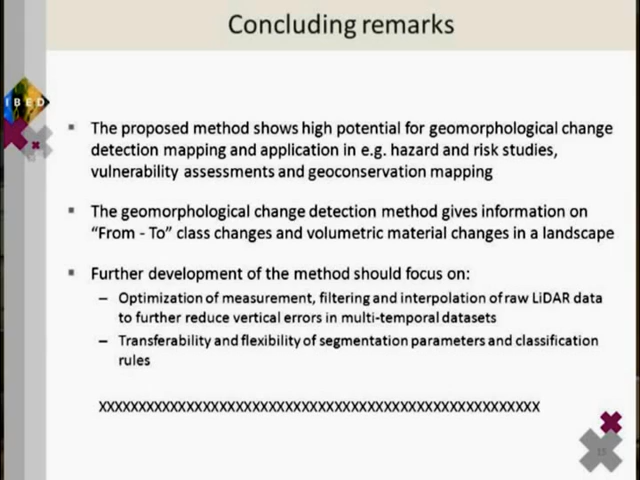 Concluding remarks
IBED
▪ The proposed method shows high potential for geomorphological change
detection mapping and application in e.g. hazard and risk studies,
vulnerability assessments and geoconservation mapping
▪ The geomorphological change detection method gives information on
“From - To” class changes and volumetric material changes in a landscape
▪ Further development of the method should focus on:
– Optimization of measurement, filtering and interpolation of raw LiDAR data
to further reduce vertical errors in multi-temporal datasets
– Transferability and flexibility of segmentation parameters and classification
rules
XXXXXXXXXXXXXXXXXXXXXXXXXXXXXXXXXXXXXXXXXXXXXXXXXXXXXXX
15